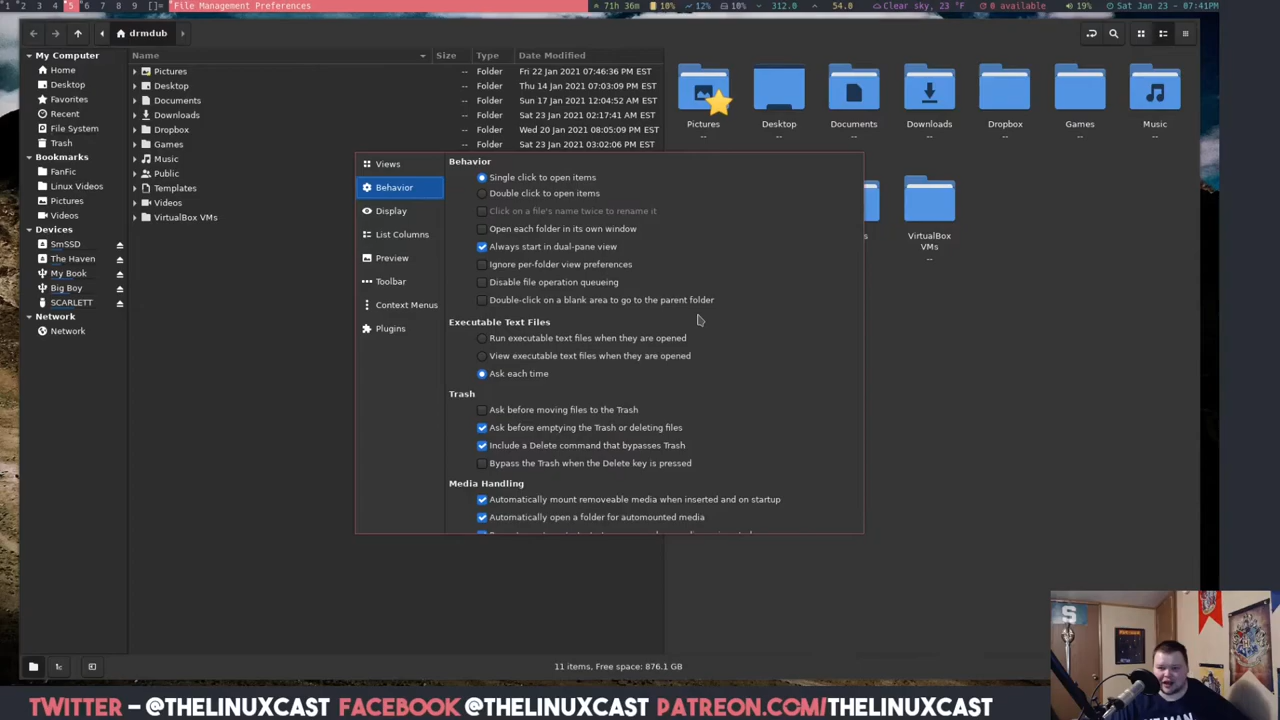 1 2 3 4 5 6 7 8 9 []= File Management Preferences 71h 36m 10% 12% 10% 312.0 54.0 Clear sky, 23 °F 0 available 19% Sat Jan 23 - 07:41PM
drmdub
My Computer
Home
Desktop
Favorites
Recent
File System
Trash
Bookmarks
FanFic
Linux Videos
Pictures
Videos
Devices
SmSSD
The Haven
My Book
Big Boy
SCARLETT
Network
Network
Name Size Type Date Modified
Pictures -- Folder Fri 22 Jan 2021 07:46:36 PM EST
Desktop -- Folder Thu 14 Jan 2021 07:03:09 PM EST
Documents -- Folder Sun 17 Jan 2021 12:04:52 AM EST
Downloads -- Folder Sat 23 Jan 2021 02:17:41 AM EST
Dropbox -- Folder Wed 20 Jan 2021 08:05:09 PM EST
Games -- Folder Sat 23 Jan 2021 03:02:06 PM EST
Music
Public
Templates
Videos
VirtualBox VMs
Pictures Desktop Documents Downloads Dropbox Games Music
-- -- -- -- -- -- --
s VirtualBox
VMs
--
Views
Behavior
Display
List Columns
Preview
Toolbar
Context Menus
Plugins
Behavior
Single click to open items
Double click to open items
Click on a file's name twice to rename it
Open each folder in its own window
Always start in dual-pane view
Ignore per-folder view preferences
Disable file operation queueing
Double-click on a blank area to go to the parent folder
Executable Text Files
Run executable text files when they are opened
View executable text files when they are opened
Ask each time
Trash
Ask before moving files to the Trash
Ask before emptying the Trash or deleting files
Include a Delete command that bypasses Trash
Bypass the Trash when the Delete key is pressed
Media Handling
Automatically mount removeable media when inserted and on startup
Automatically open a folder for automounted media
11 items, Free space: 876.1 GB
TWITTER - @THELINUXCAST FACEBOOK @THELINUXCAST PATREON.COM/THELINUXCAST